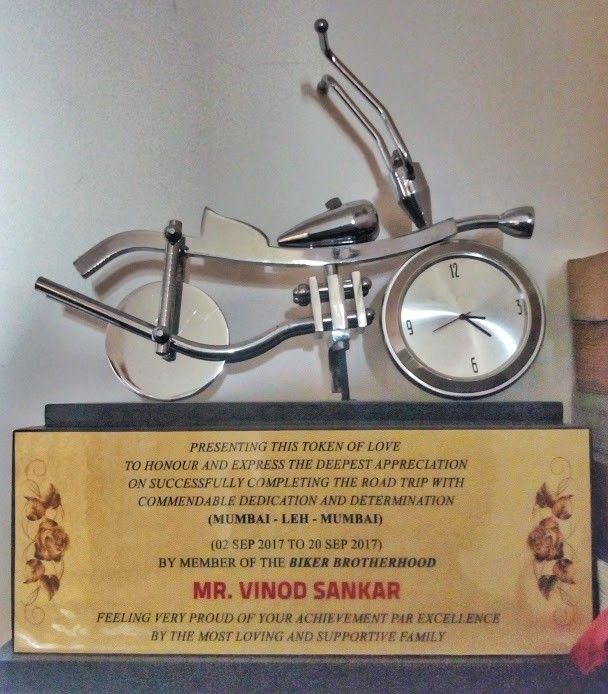 12
3
9
6
PRESENTING THIS TOKEN OF LOVE
TO HONOUR AND EXPRESS THE DEEPEST APPRECIATION
ON SUCCESSFULLY COMPLETING THE ROAD TRIP WITH
COMMENDABLE DEDICATION AND DETERMINATION
(MUMBAI - LEH - MUMBAI)
(02 SEP 2017 TO 20 SEP 2017)
BY MEMBER OF THE BIKER BROTHERHOOD
MR. VINOD SANKAR
FEELING VERY PROUD OF YOUR ACHIEVEMENT PAR EXCELLENCE
BY THE MOST LOVING AND SUPPORTIVE FAMILY